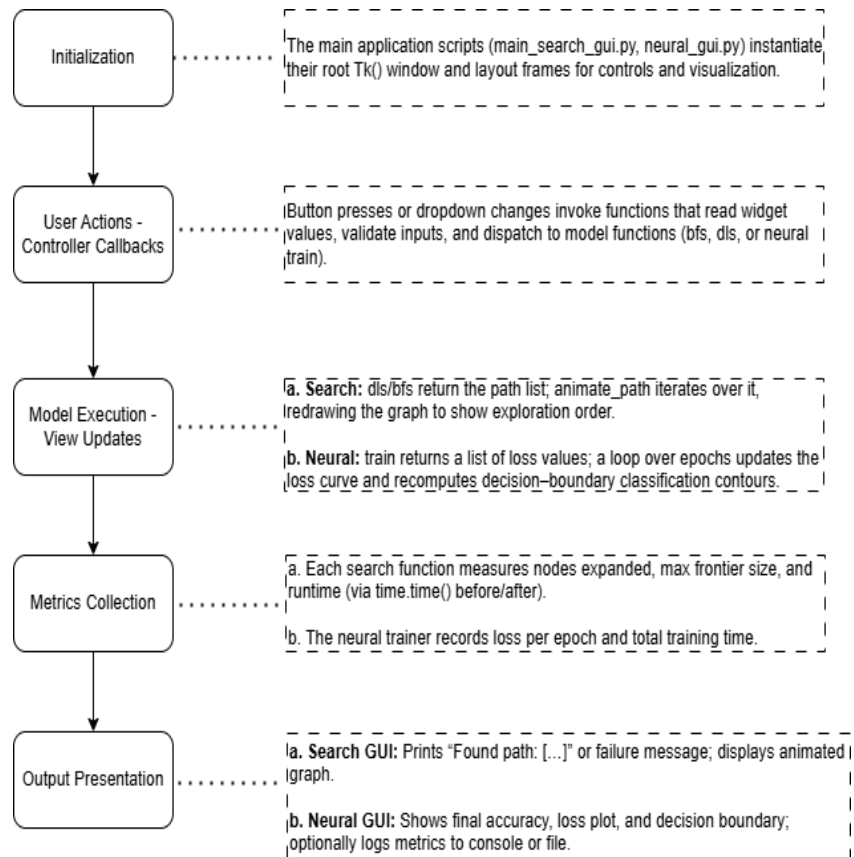 Initialization
The main application scripts (main_search_gui.py, neural_gui.py) instantiate
their root Tk() window and layout frames for controls and visualization.
User Actions -
Controller Callbacks
Button presses or dropdown changes invoke functions that read widget
values, validate inputs, and dispatch to model functions (bfs, dls, or neural
train).
Model Execution -
View Updates
a. Search: dls/bfs return the path list; animate_path iterates over it,
redrawing the graph to show exploration order.
b. Neural: train returns a list of loss values; a loop over epochs updates the
loss curve and recomputes decision–boundary classification contours.
Metrics Collection
a. Each search function measures nodes expanded, max frontier size, and
runtime (via time.time() before/after).
b. The neural trainer records loss per epoch and total training time.
Output Presentation
a. Search GUI: Prints “Found path: […]” or failure message; displays animated
graph.
b. Neural GUI: Shows final accuracy, loss plot, and decision boundary;
optionally logs metrics to console or file.